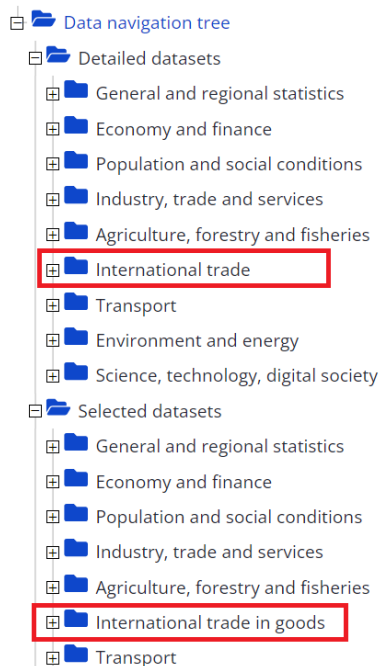 Data navigation tree
Detailed datasets
General and regional statistics
Economy and finance
Population and social conditions
Industry, trade and services
Agriculture, forestry and fisheries
International trade
Transport
Environment and energy
Science, technology, digital society
Selected datasets
General and regional statistics
Economy and finance
Population and social conditions
Industry, trade and services
Agriculture, forestry and fisheries
International trade in goods
Transport